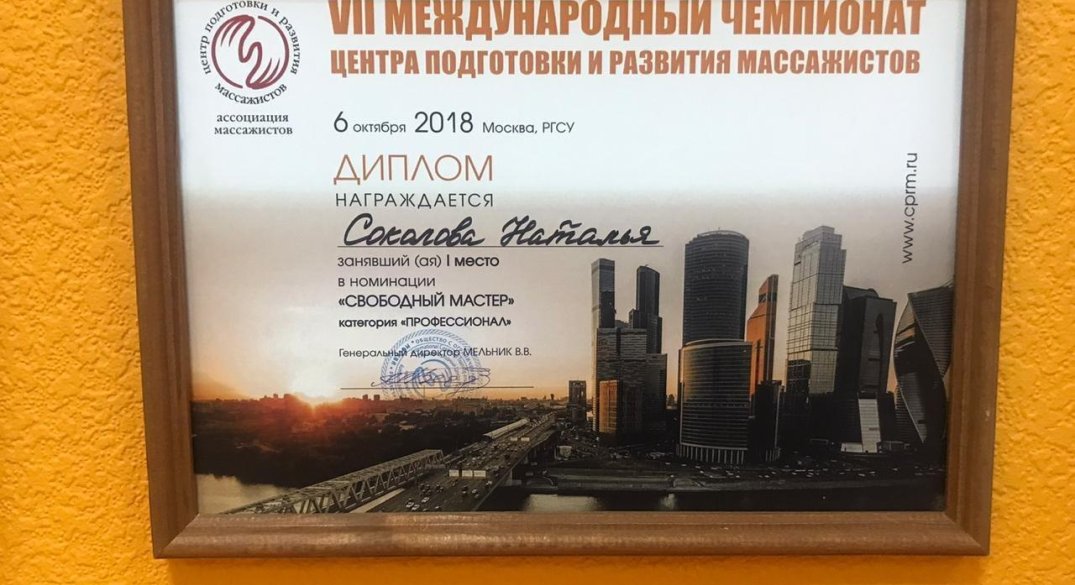 VII МЕЖДУНАРОДНЫЙ ЧЕМПИОНАТ
ЦЕНТРА ПОДГОТОВКИ И РАЗВИТИЯ МАССАЖИСТОВ
центр подготовки и развития
массажистов
ассоциация
массажистов
6 октября 2018 Москва, РГСУ
ДИПЛОМ
НАГРАЖДАЕТСЯ
Соколова Наталья
занявший (ая) I место
в номинации
«СВОБОДНЫЙ МАСТЕР»
категория «ПРОФЕССИОНАЛ»
Генеральный директор МЕЛЬНИК В.В.
www.cprm.ru